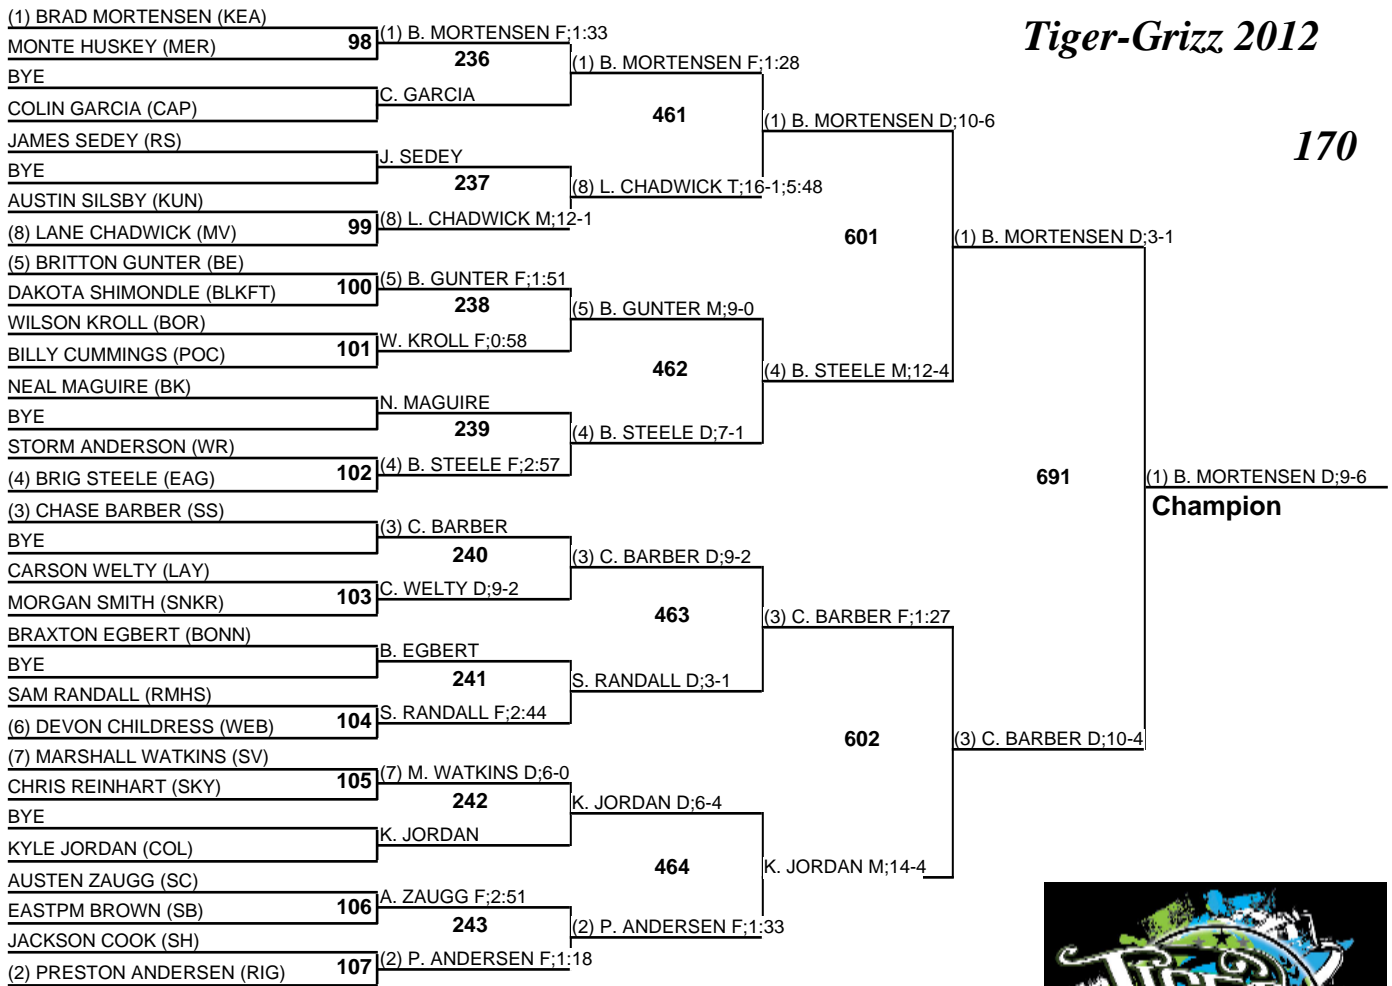 Tiger-Grizz 2012
170
(1) BRAD MORTENSEN (KEA)
MONTE HUSKEY (MER)
BYE
COLIN GARCIA (CAP)
JAMES SEDEY (RS)
BYE
AUSTIN SILSBY (KUN)
(8) LANE CHADWICK (MV)
(5) BRITTON GUNTER (BE)
DAKOTA SHIMONDLE (BLKFT)
WILSON KROLL (BOR)
BILLY CUMMINGS (POC)
NEAL MAGUIRE (BK)
BYE
STORM ANDERSON (WR)
(4) BRIG STEELE (EAG)
(3) CHASE BARBER (SS)
BYE
CARSON WELTY (LAY)
MORGAN SMITH (SNKR)
BRAXTON EGBERT (BONN)
BYE
SAM RANDALL (RMHS)
(6) DEVON CHILDRESS (WEB)
(7) MARSHALL WATKINS (SV)
CHRIS REINHART (SKY)
BYE
KYLE JORDAN (COL)
AUSTEN ZAUGG (SC)
EASTPM BROWN (SB)
JACKSON COOK (SH)
(2) PRESTON ANDERSEN (RIG)
98
99
100
101
102
103
104
105
106
107
(1) B. MORTENSEN F;1:33
236
C. GARCIA
J. SEDEY
237
(8) L. CHADWICK M;12-1
(5) B. GUNTER F;1:51
238
W. KROLL F;0:58
N. MAGUIRE
239
(4) B. STEELE F;2:57
(3) C. BARBER
240
C. WELTY D;9-2
B. EGBERT
241
S. RANDALL F;2:44
(7) M. WATKINS D;6-0
242
K. JORDAN
A. ZAUGG F;2:51
243
(2) P. ANDERSEN F;1:18
(1) B. MORTENSEN F;1:28
461
(8) L. CHADWICK T;16-1;5:48
(5) B. GUNTER M;9-0
462
(4) B. STEELE D;7-1
(3) C. BARBER D;9-2
463
S. RANDALL D;3-1
K. JORDAN D;6-4
464
(2) P. ANDERSEN F;1:33
(1) B. MORTENSEN D;10-6
601
(4) B. STEELE M;12-4
(3) C. BARBER F;1:27
602
K. JORDAN M;14-4
(1) B. MORTENSEN D;3-1
691
(3) C. BARBER D;10-4
(1) B. MORTENSEN D;9-6
Champion